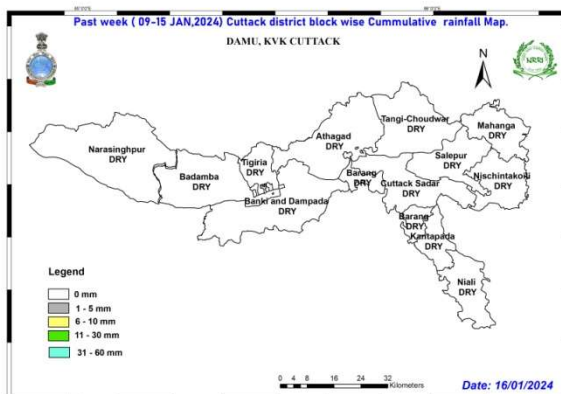 Past week ( 09-15 JAN,2024) Cuttack district block wise Cummulative rainfall Map.
DAMU, KVK CUTTACK
N
NRRI
Tangi-Choudwar
DRY
Mahanga
DRY
Athagad
DRY
Narasinghpur
DRY
Salepur
DRY
Tigiria
DRY
Badamba
DRY
Barang
DRY
Nischintakoili
DRY
Cuttack Sadar
DRY
Banki and Dampada
DRY
Barang
DRY
Kantapada
DRY
Niali
DRY
Legend
0 mm
1 - 5 mm
6 - 10 mm
11 - 30 mm
31 - 60 mm
0 4 8 16 24 32
Kilometers
Date: 16/01/2024